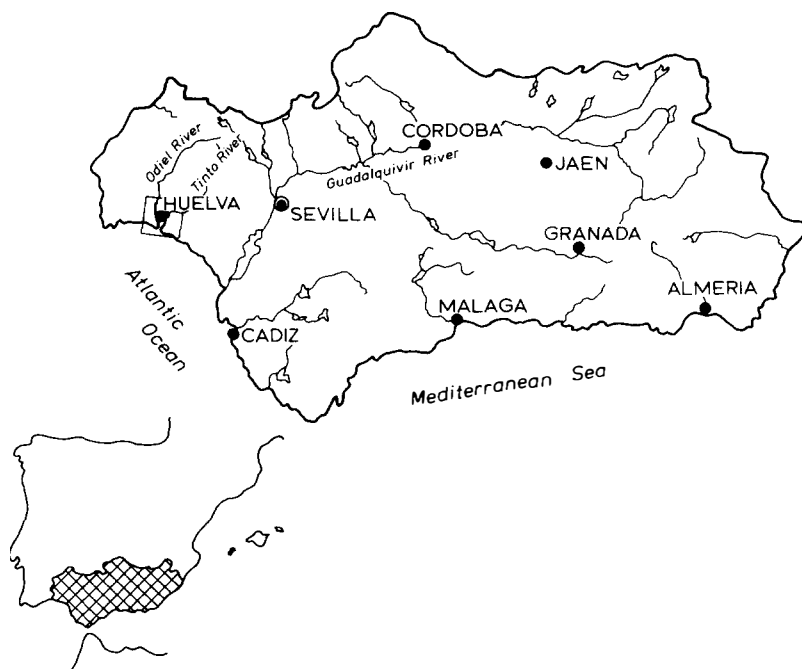 CORDOBA
Odiel River
Tinto River
Guadalquivir River
JAEN
HUELVA
SEVILLA
GRANADA
Atlantic
Ocean
ALMERIA
MALAGA
CADIZ
Mediterranean Sea